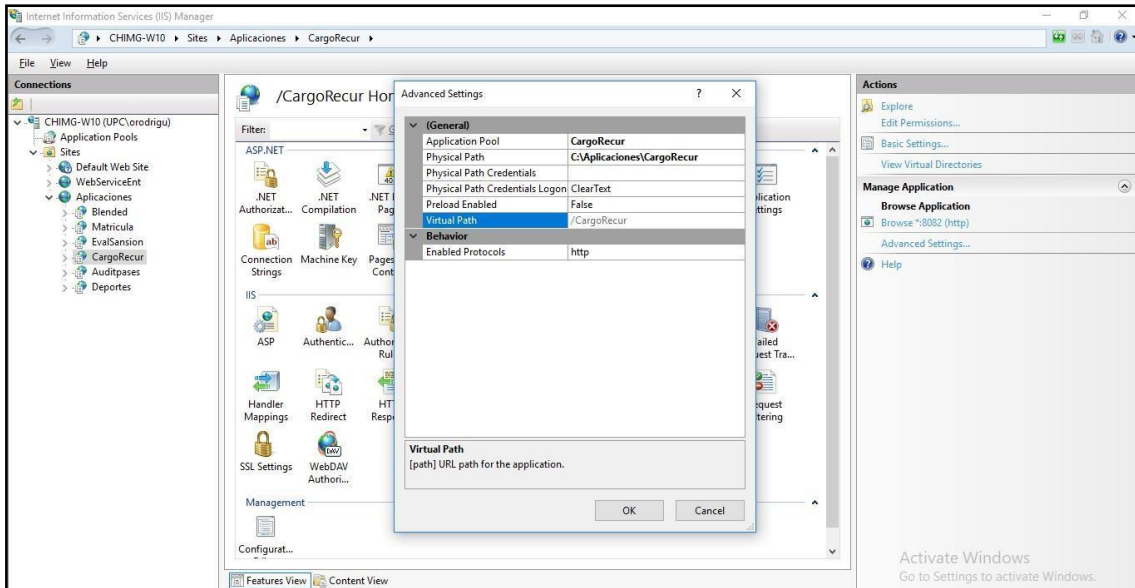 Internet Information Services (IIS) Manager
CHIMG-W10 Sites Aplicaciones CargoRecur
File View Help
Connections
CHIMG-W10 (UPC\orodrigu)
Application Pools
Sites
Default Web Site
WebServiceEnt
Aplicaciones
Blended
Matricula
EvalSansion
CargoRecur
Auditpases
Deportes
/CargoRecur Hor
Filter:
ASP.NET
.NET Authorizat...
.NET Compilation
.NET
Pag
Connection Strings
Machine Key
Pages
Cont
IIS
ASP
Authentic...
Author
Rul
Handler Mappings
HTTP Redirect
HT
Resp
SSL Settings
WebDAV Authori...
Management
Configurat...
Features View
Content View
Advanced Settings
?
(General)
Application Pool CargoRecur
Physical Path C:\Aplicaciones\CargoRecur
Physical Path Credentials
Physical Path Credentials Logon ClearText
Preload Enabled False
Virtual Path /CargoRecur
Behavior
Enabled Protocols http
Virtual Path
[path] URL path for the application.
OK Cancel
lication
ttings
ailed
uest Tra...
equest
tering
Actions
Explore
Edit Permissions...
Basic Settings...
View Virtual Directories
Manage Application
Browse Application
Browse *:8082 (http)
Advanced Settings...
Help
Activate Windows
Go to Settings to activate Windows.